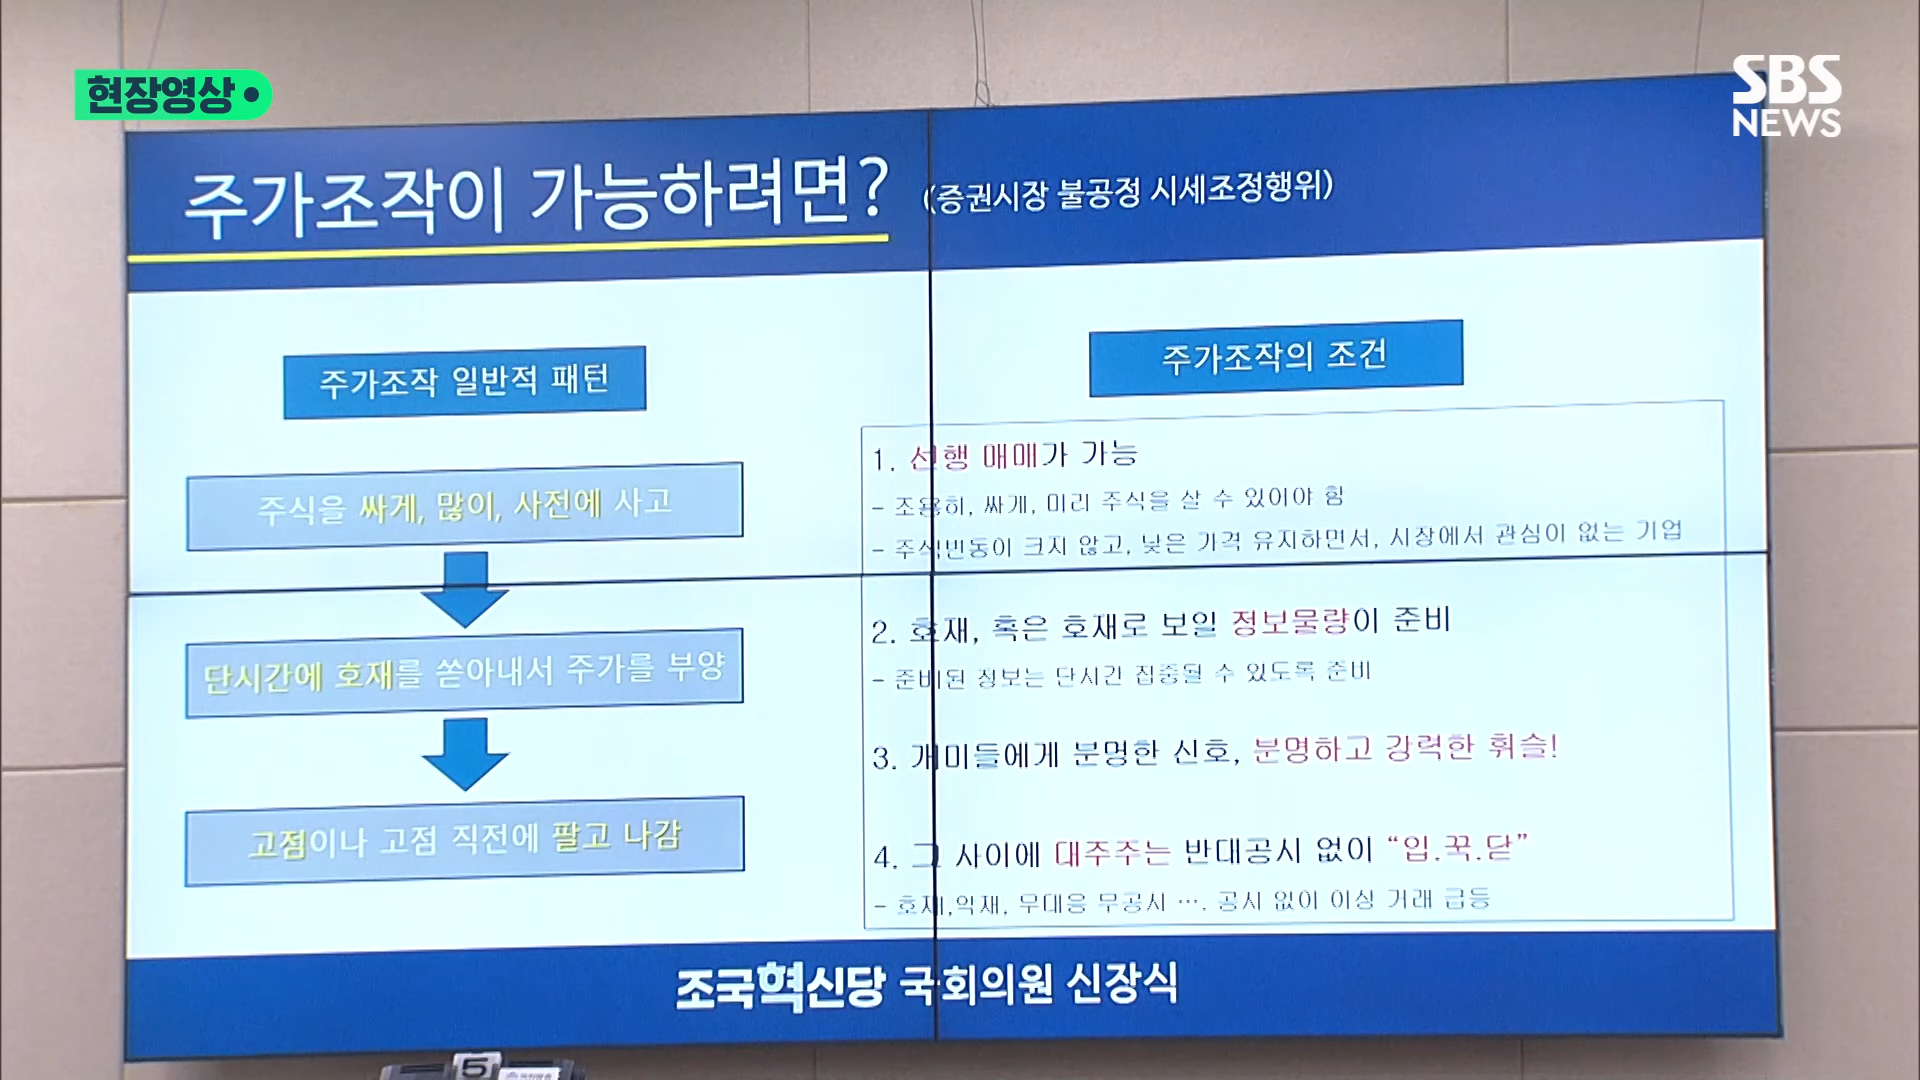 현장영상
SBS
NEWS
주가조작이 가능하려면? (증권시장 불공정 시세조정행위)
주가조작 일반적 패턴
주식을 싸게, 많이, 사전에 사고
단시간에 호재를 쏟아내서 주가를 부양
고점이나 고점 직전에 팔고 나감
주가조작의 조건
1. 선행 매매가 가능
- 조용히, 싸게, 미리 주식을 살 수 있어야 함
- 주식변동이 크지 않고, 낮은 가격 유지하면서, 시장에서 관심이 없는 기업
2. 호재, 혹은 호재로 보일 정보물량이 준비
- 준비된 정보는 단시간 집중될 수 있도록 준비
3. 개미들에게 분명한 신호, 분명하고 강력한 휘슬!
4. 그 사이에 대주주는 반대공시 없이 “입.꾹.닫”
- 호재,악재, 무대응 무공시 …. 공시 없이 이상 거래 급등
조국혁신당 국회의원 신장식
5